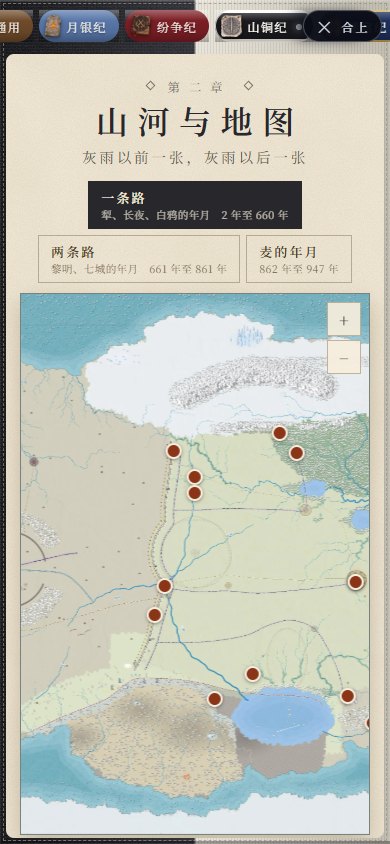 通用 月银纪 纷争纪 山铜纪 合上 纪
第二章
山河与地图
灰雨以前一张，灰雨以后一张
一条路
犁、长夜、白鸦的年月 2 年至 660 年
两条路
黎明、七城的年月 661 年至 861 年
麦的年月
862 年至 947 年
+
−